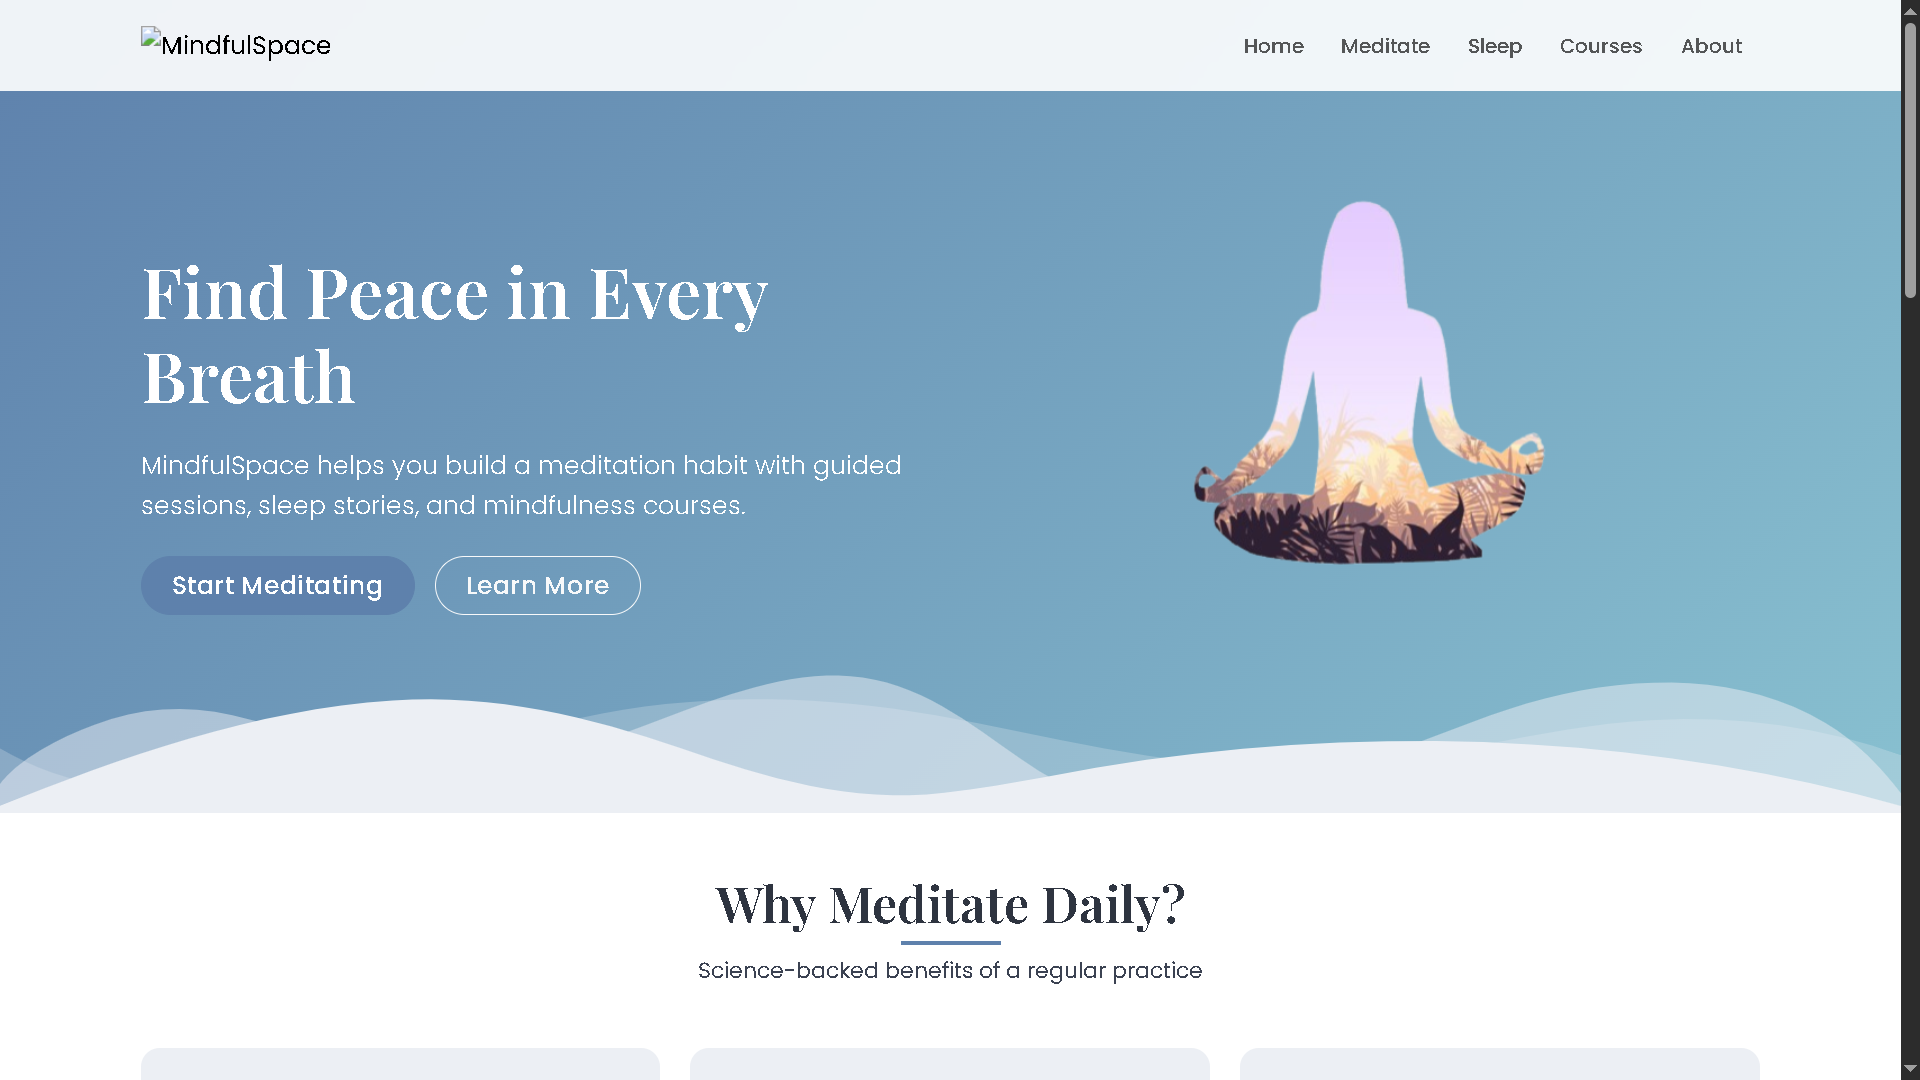 MindfulSpace
Home
Meditate
Sleep
Courses
About
Find Peace in Every
Breath
MindfulSpace helps you build a meditation habit with guided
sessions, sleep stories, and mindfulness courses.
Start Meditating
Learn More
Why Meditate Daily?
Science-backed benefits of a regular practice